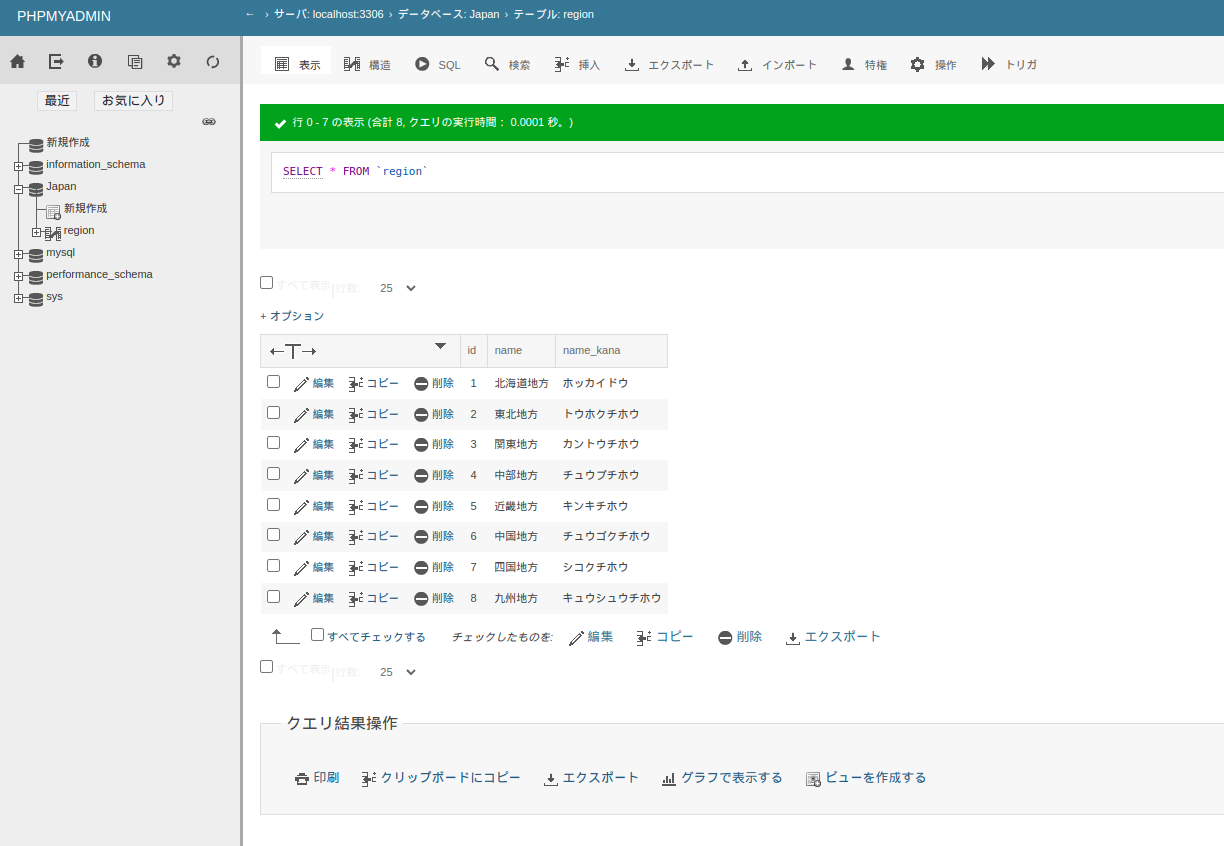 PHPMYADMIN
← › サーバ: localhost:3306 › データベース: Japan › テーブル: region
最近 お気に入り
新規作成
information_schema
Japan
新規作成
region
mysql
performance_schema
sys
表示 構造 SQL 検索 挿入 エクスポート インポート 特権 操作 トリガ
行 0 - 7 の表示 (合計 8, クエリの実行時間： 0.0001 秒。)
SELECT * FROM `region`
すべて表示 | 行数: 25
+ オプション
←T→ id name name_kana
編集 コピー 削除 1 北海道地方 ホッカイドウ
編集 コピー 削除 2 東北地方 トウホクチホウ
編集 コピー 削除 3 関東地方 カントウチホウ
編集 コピー 削除 4 中部地方 チュウブチホウ
編集 コピー 削除 5 近畿地方 キンキチホウ
編集 コピー 削除 6 中国地方 チュウゴクチホウ
編集 コピー 削除 7 四国地方 シコクチホウ
編集 コピー 削除 8 九州地方 キュウシュウチホウ
すべてチェックする チェックしたものを: 編集 コピー 削除 エクスポート
すべて表示 | 行数: 25
クエリ結果操作
印刷 クリップボードにコピー エクスポート グラフで表示する ビューを作成する